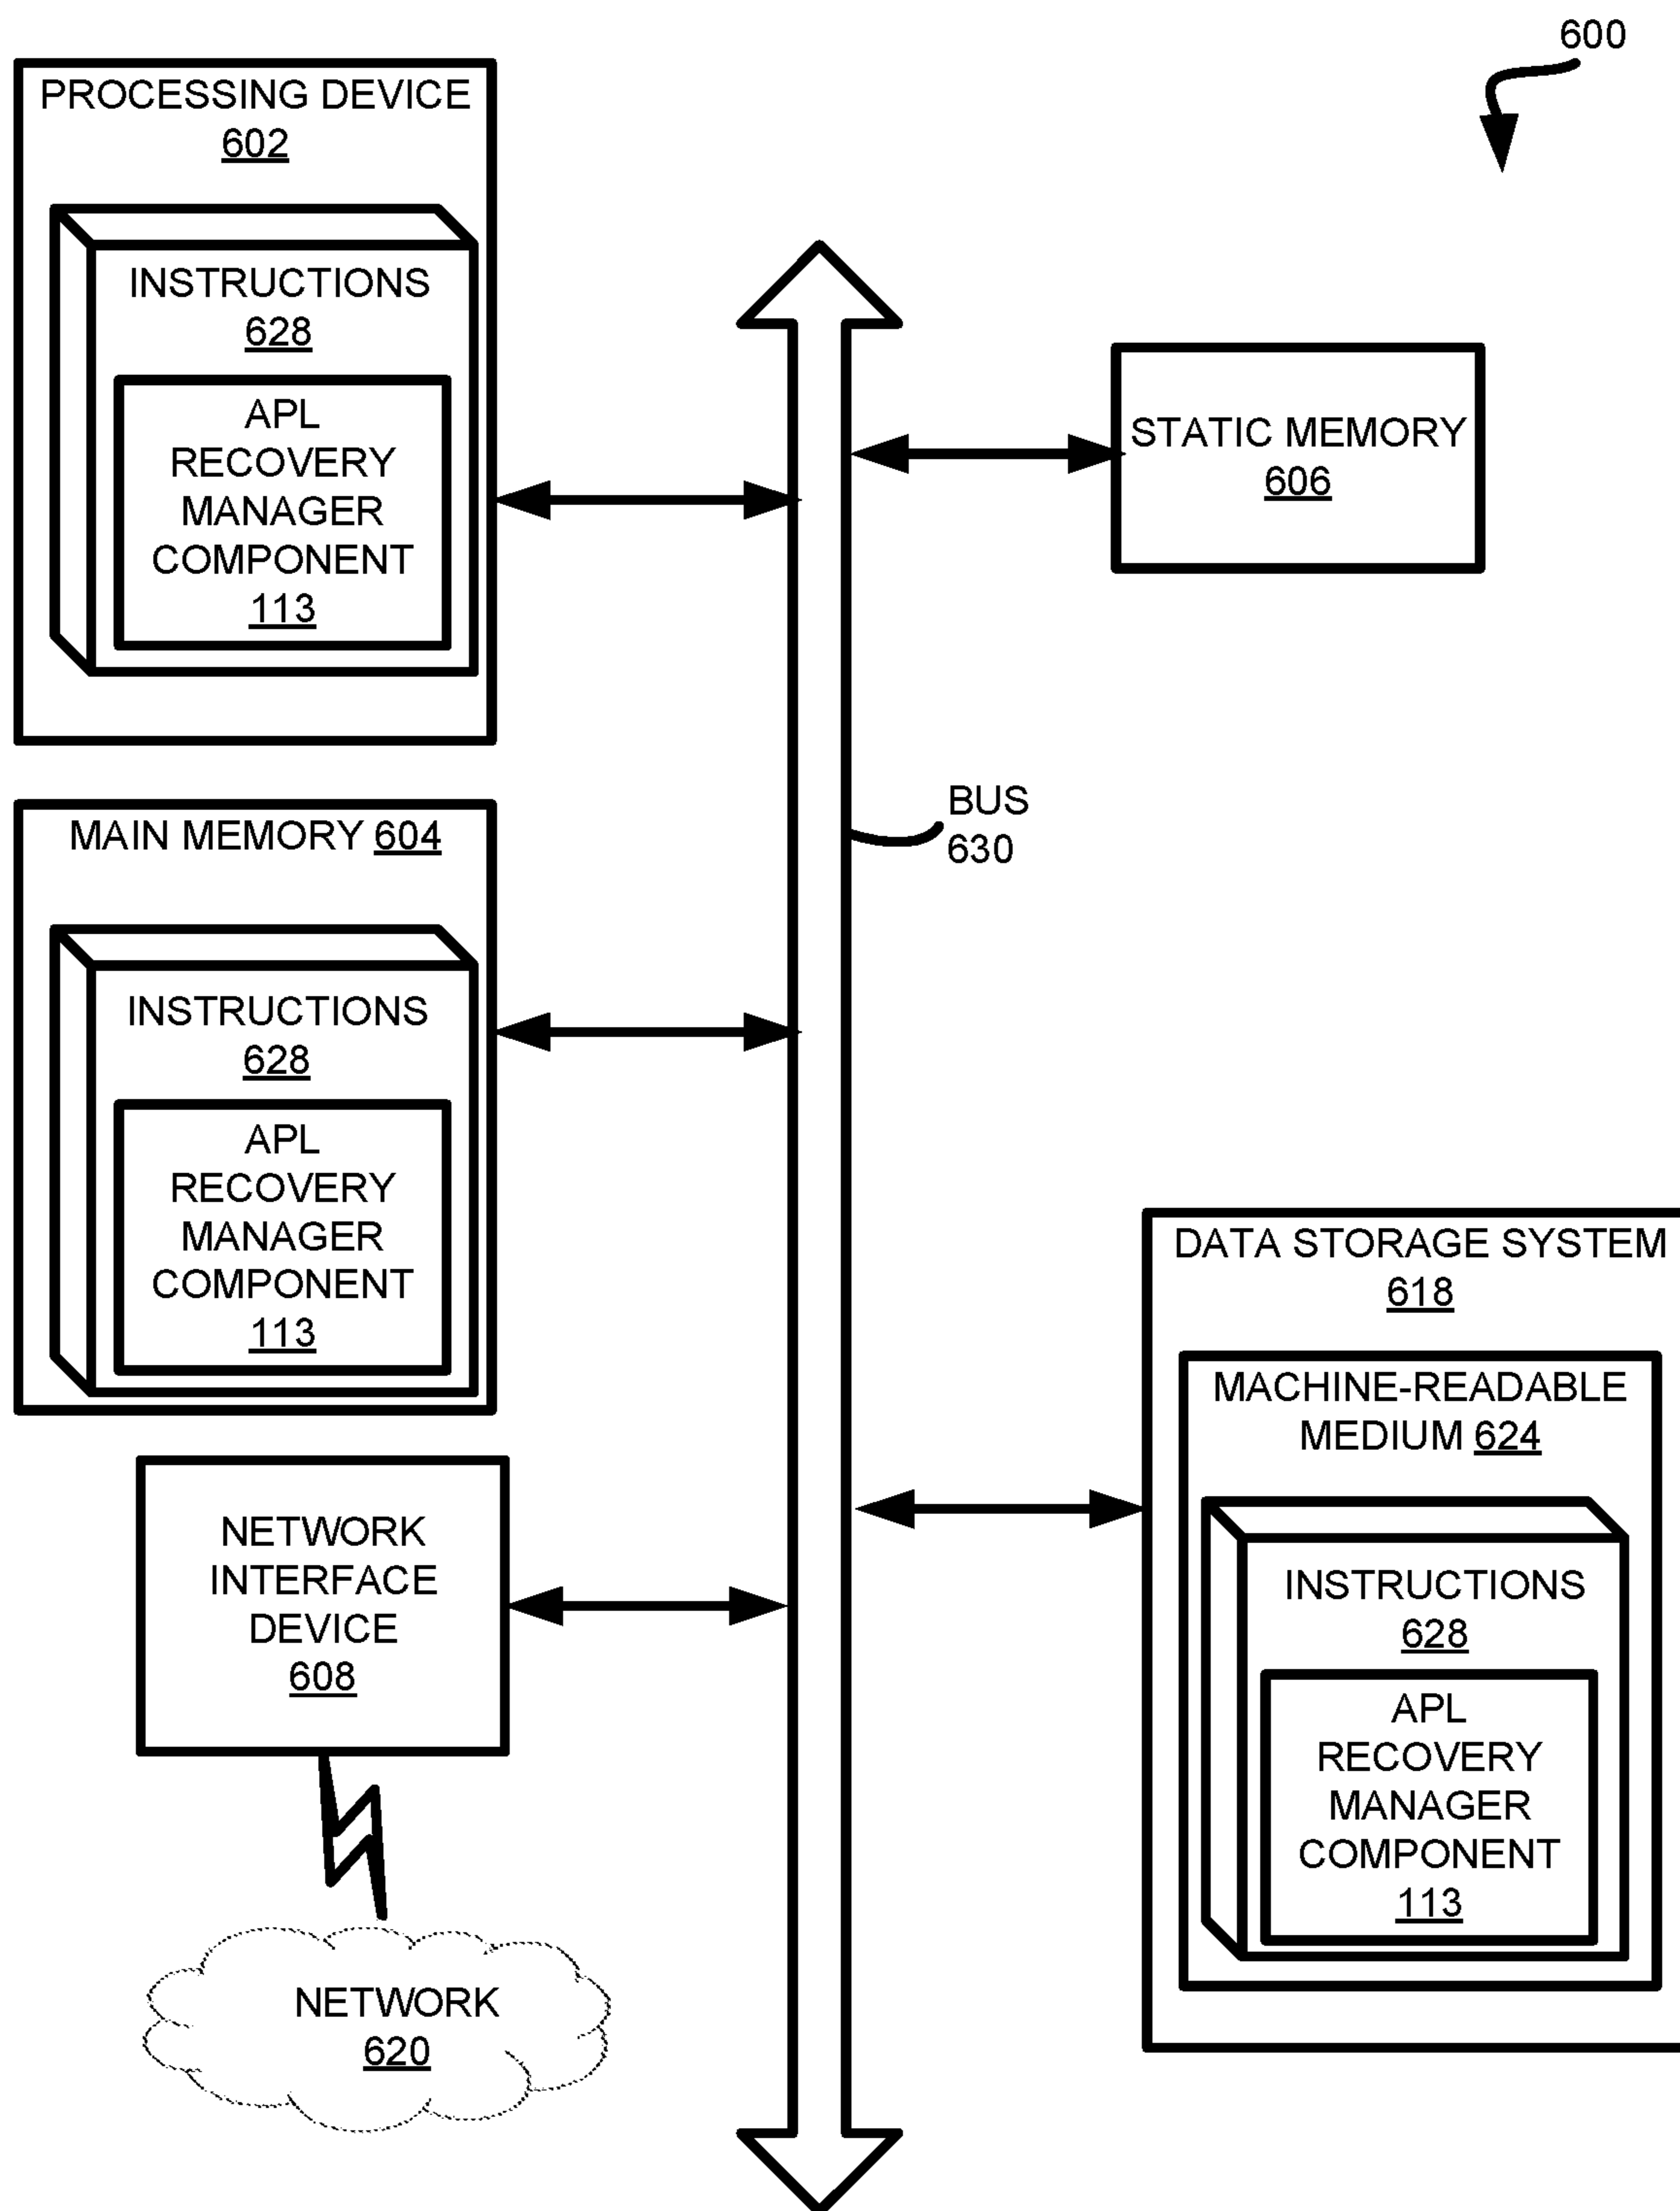 600
PROCESSING DEVICE
602
INSTRUCTIONS
628
APL
RECOVERY
MANAGER
COMPONENT
113
STATIC MEMORY
606
BUS
630
MAIN MEMORY 604
INSTRUCTIONS
628
APL
RECOVERY
MANAGER
COMPONENT
113
DATA STORAGE SYSTEM
618
MACHINE-READABLE
MEDIUM 624
INSTRUCTIONS
628
APL
RECOVERY
MANAGER
COMPONENT
113
NETWORK
INTERFACE
DEVICE
608
NETWORK
620